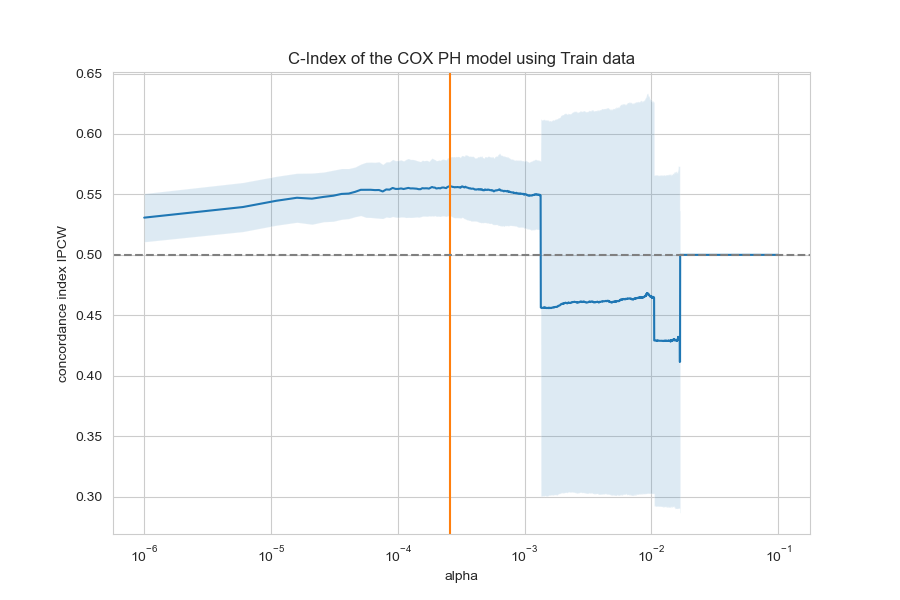 C-Index of the COX PH model using Train data
concordance index IPCW
0.65
0.60
0.55
0.50
0.45
0.40
0.35
0.30
10⁻⁶ 10⁻⁵ 10⁻⁴ 10⁻³ 10⁻² 10⁻¹
alpha